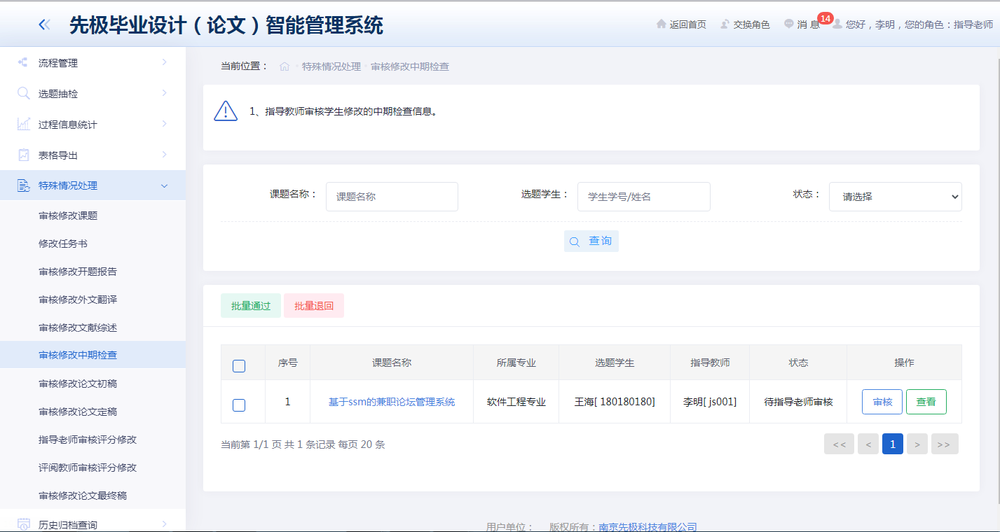 先极毕业设计（论文）智能管理系统
返回首页 交换角色 消 息 14 您好，李明，您的角色：指导老师
流程管理
选题抽检
过程信息统计
表格导出
特殊情况处理
审核修改课题
修改任务书
审核修改开题报告
审核修改外文翻译
审核修改文献综述
审核修改中期检查
审核修改论文初稿
审核修改论文定稿
指导老师审核评分修改
评阅教师审核评分修改
审核修改论文最终稿
历史归档查询
当前位置： 特殊情况处理 审核修改中期检查
1、指导教师审核学生修改的中期检查信息。
课题名称： 课题名称 选题学生： 学生学号/姓名 状态： 请选择
查询
批量通过 批量退回
序号 课题名称 所属专业 选题学生 指导教师 状态 操作
1 基于ssm的兼职论坛管理系统 软件工程专业 王海[ 180180180] 李明[ js001] 待指导老师审核 审核 查看
当前第 1/1 页 共 1 条记录 每页 20 条 << < 1 > >>
用户单位： 版权所有：南京先极科技有限公司